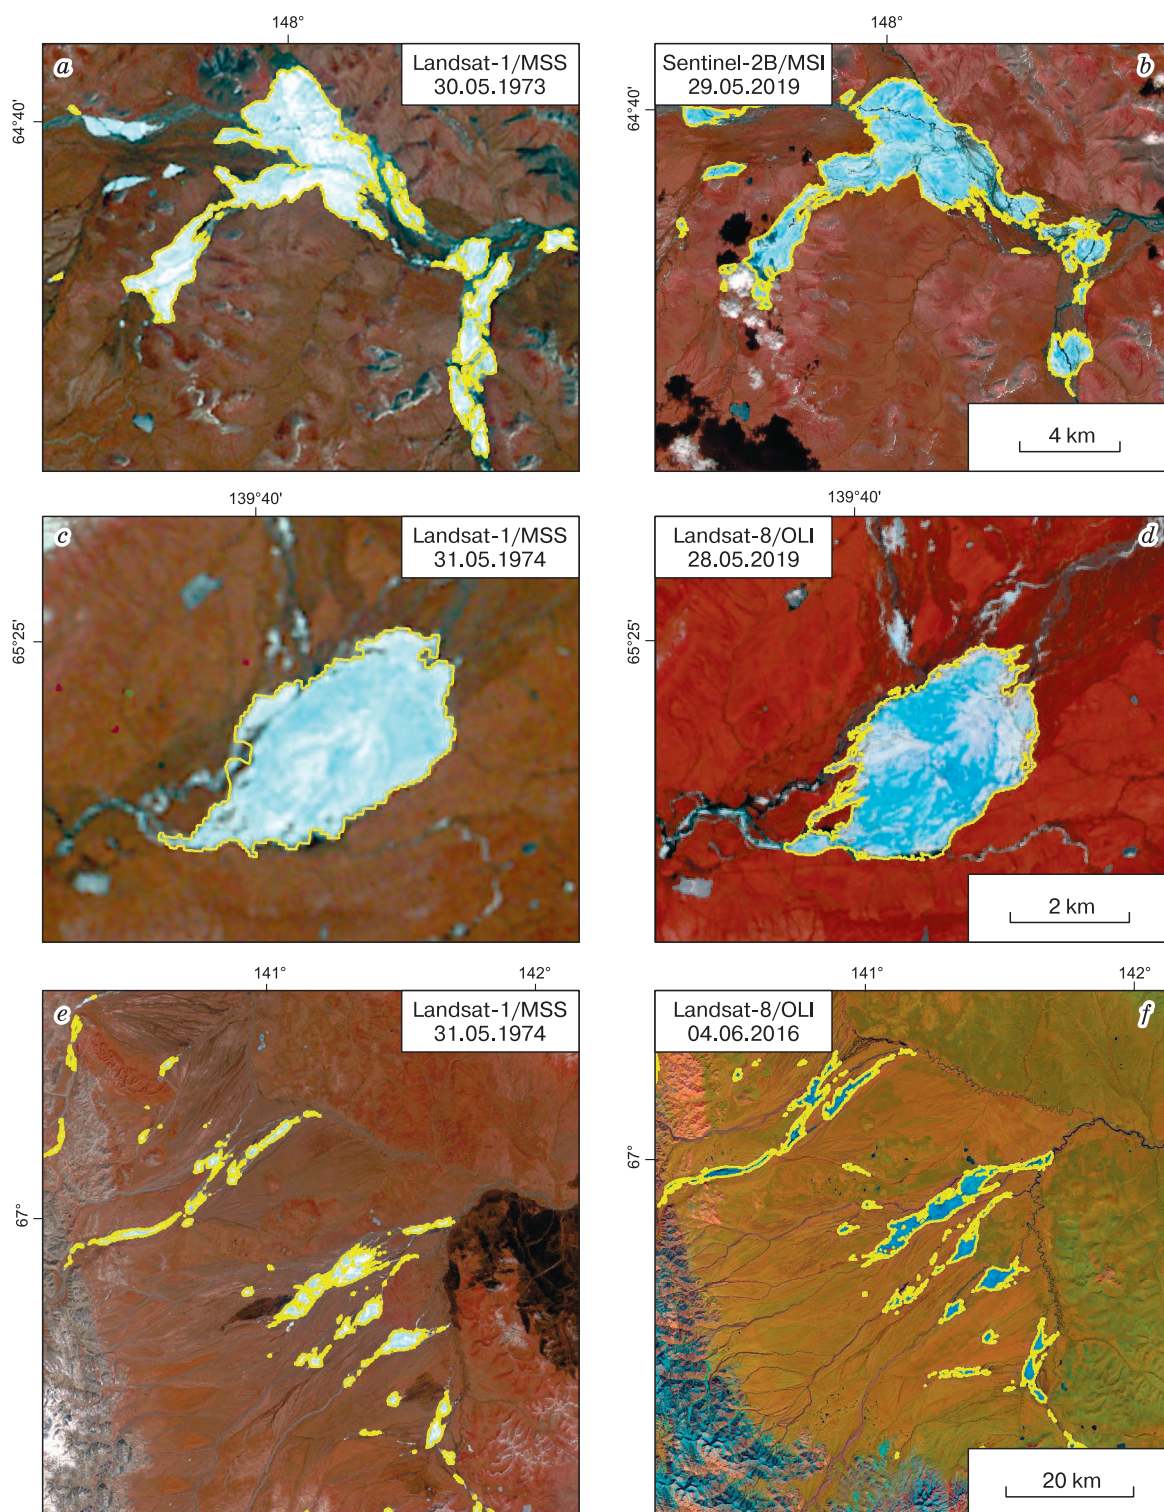 148°
148°
a
Landsat-1/MSS
30.05.1973
Sentinel-2B/MSI
29.05.2019
b
64°40'
64°40'
4 km
139°40'
139°40'
c
Landsat-1/MSS
31.05.1974
Landsat-8/OLI
28.05.2019
d
65°25'
65°25'
2 km
141°
142°
141°
142°
e
Landsat-1/MSS
31.05.1974
Landsat-8/OLI
04.06.2016
f
67°
67°
20 km